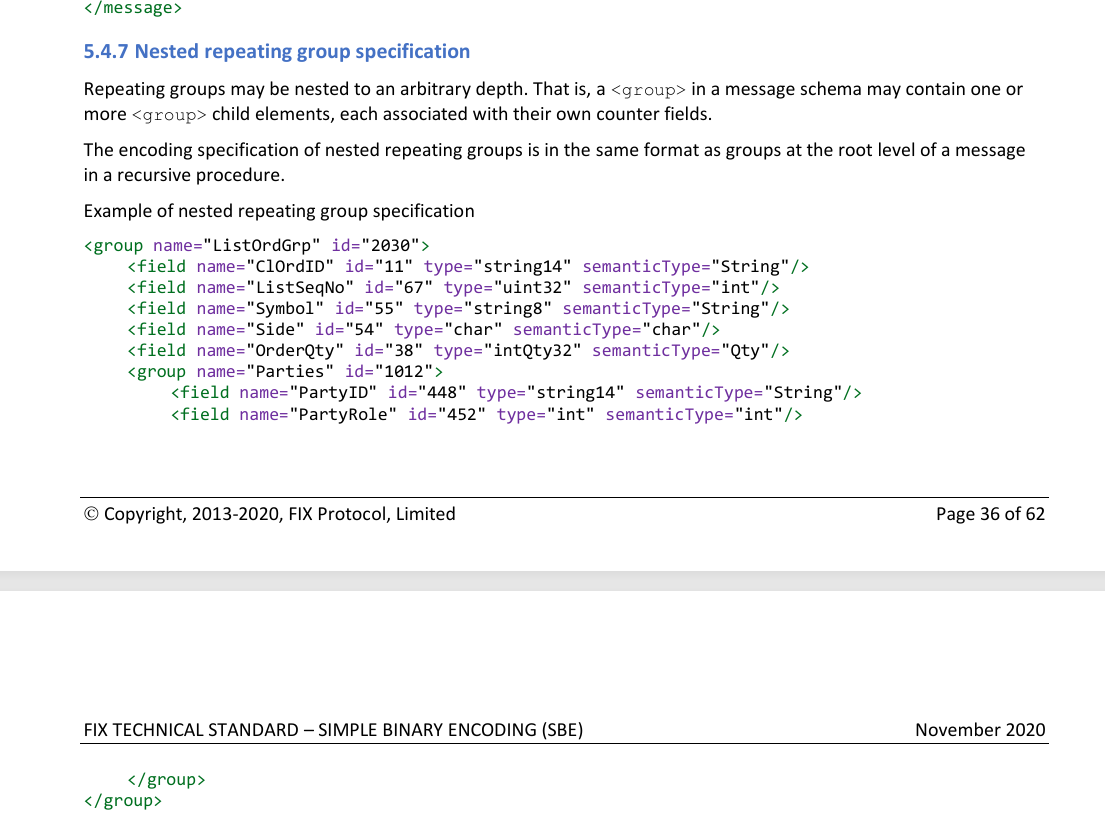 </message>
5.4.7 Nested repeating group specification
Repeating groups may be nested to an arbitrary depth. That is, a <group> in a message schema may contain one or
more <group> child elements, each associated with their own counter fields.
The encoding specification of nested repeating groups is in the same format as groups at the root level of a message
in a recursive procedure.
Example of nested repeating group specification
<group name="ListOrdGrp" id="2030">
    <field name="ClOrdID" id="11" type="string14" semanticType="String"/>
    <field name="ListSeqNo" id="67" type="uint32" semanticType="int"/>
    <field name="Symbol" id="55" type="string8" semanticType="String"/>
    <field name="Side" id="54" type="char" semanticType="char"/>
    <field name="OrderQty" id="38" type="intQty32" semanticType="Qty"/>
    <group name="Parties" id="1012">
        <field name="PartyID" id="448" type="string14" semanticType="String"/>
        <field name="PartyRole" id="452" type="int" semanticType="int"/>
© Copyright, 2013-2020, FIX Protocol, Limited Page 36 of 62
FIX TECHNICAL STANDARD – SIMPLE BINARY ENCODING (SBE) November 2020
    </group>
</group>